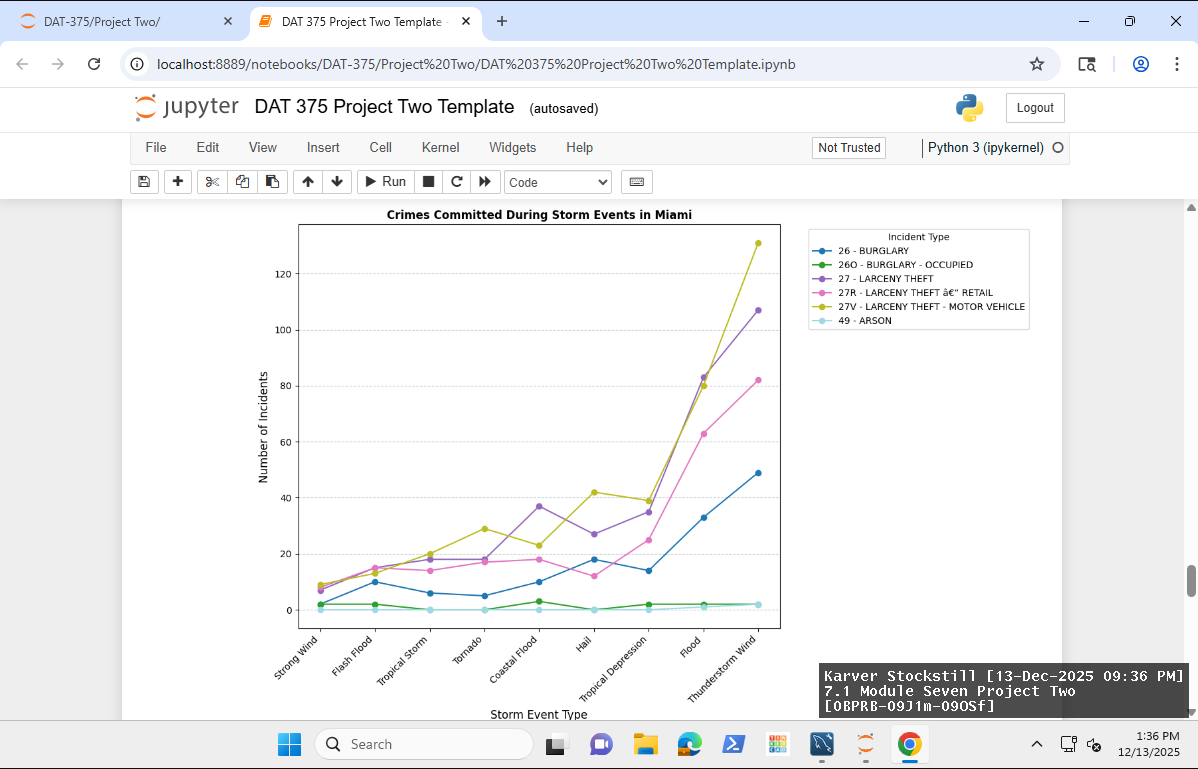 DAT-375/Project Two/
DAT 375 Project Two Template
localhost:8889/notebooks/DAT-375/Project%20Two/DAT%20375%20Project%20Two%20Template.ipynb
jupyter DAT 375 Project Two Template (autosaved)
Logout
File Edit View Insert Cell Kernel Widgets Help
Not Trusted
Python 3 (ipykernel)
Run
Code
Crimes Committed During Storm Events in Miami
Number of Incidents
120
100
80
60
40
20
0
Strong Wind
Flash Flood
Tropical Storm
Tornado
Coastal Flood
Hail
Tropical Depression
Flood
Thunderstorm Wind
Storm Event Type
Incident Type
26 - BURGLARY
26O - BURGLARY - OCCUPIED
27 - LARCENY THEFT
27R - LARCENY THEFT â€“ RETAIL
27V - LARCENY THEFT - MOTOR VEHICLE
49 - ARSON
Karver Stockstill [13-Dec-2025 09:36 PM]
7.1 Module Seven Project Two
[OBPRB-O9J1m-O9OSf]
Search
1:36 PM
12/13/2025